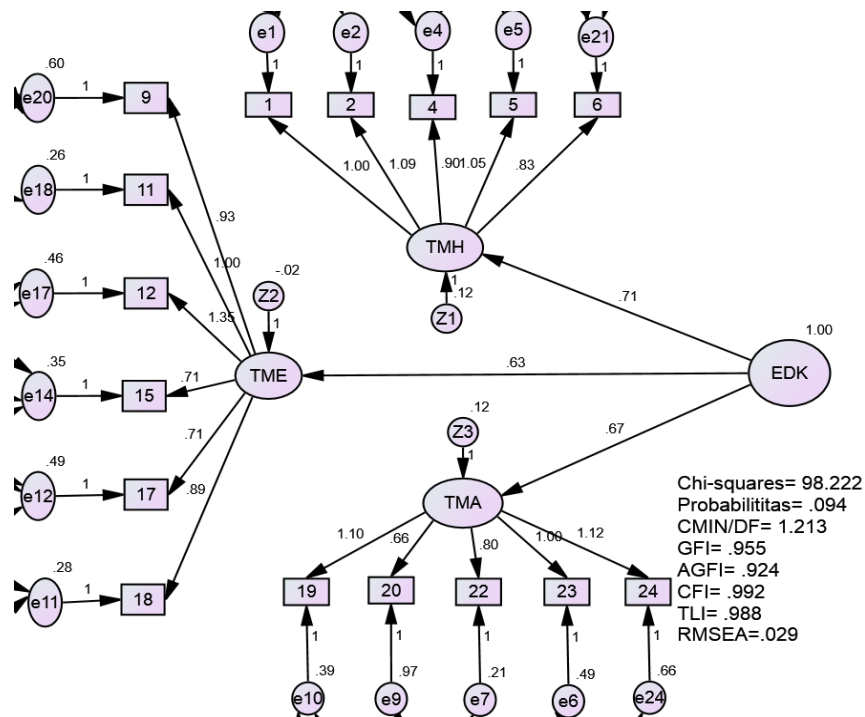 e1 e2 e4 e5 e21
1 1 1 1 1
1 2 4 5 6
1.00 1.09 .90 1.05 .83
TMH
1
.12
Z1
.60
e20 1 9
.26
e18 1 11
.46
e17 1 12
.35
e14 1 15
.49
e12 1 17
.28
e11 1 18
.93
1.00
1.35
.71
.71
.89
-.02
Z2
1
TME
.71
.63
.67
1.00
EDK
.12
Z3
1
TMA
1.10 .66 .80 1.00 1.12
19 20 22 23 24
1 1 1 1 1
.39 .97 .21 .49 .66
e10 e9 e7 e6 e24
Chi-squares= 98.222
Probabilititas= .094
CMIN/DF= 1.213
GFI= .955
AGFI= .924
CFI= .992
TLI= .988
RMSEA=.029